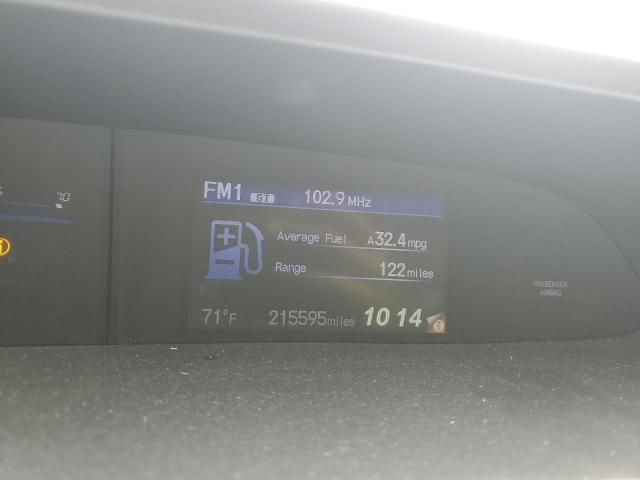 FM1 ST 102.9 MHz
70
Average Fuel A 32.4 mpg
Range 122 miles
PASSENGER
AIRBAG
71°F 215595 miles 10 14